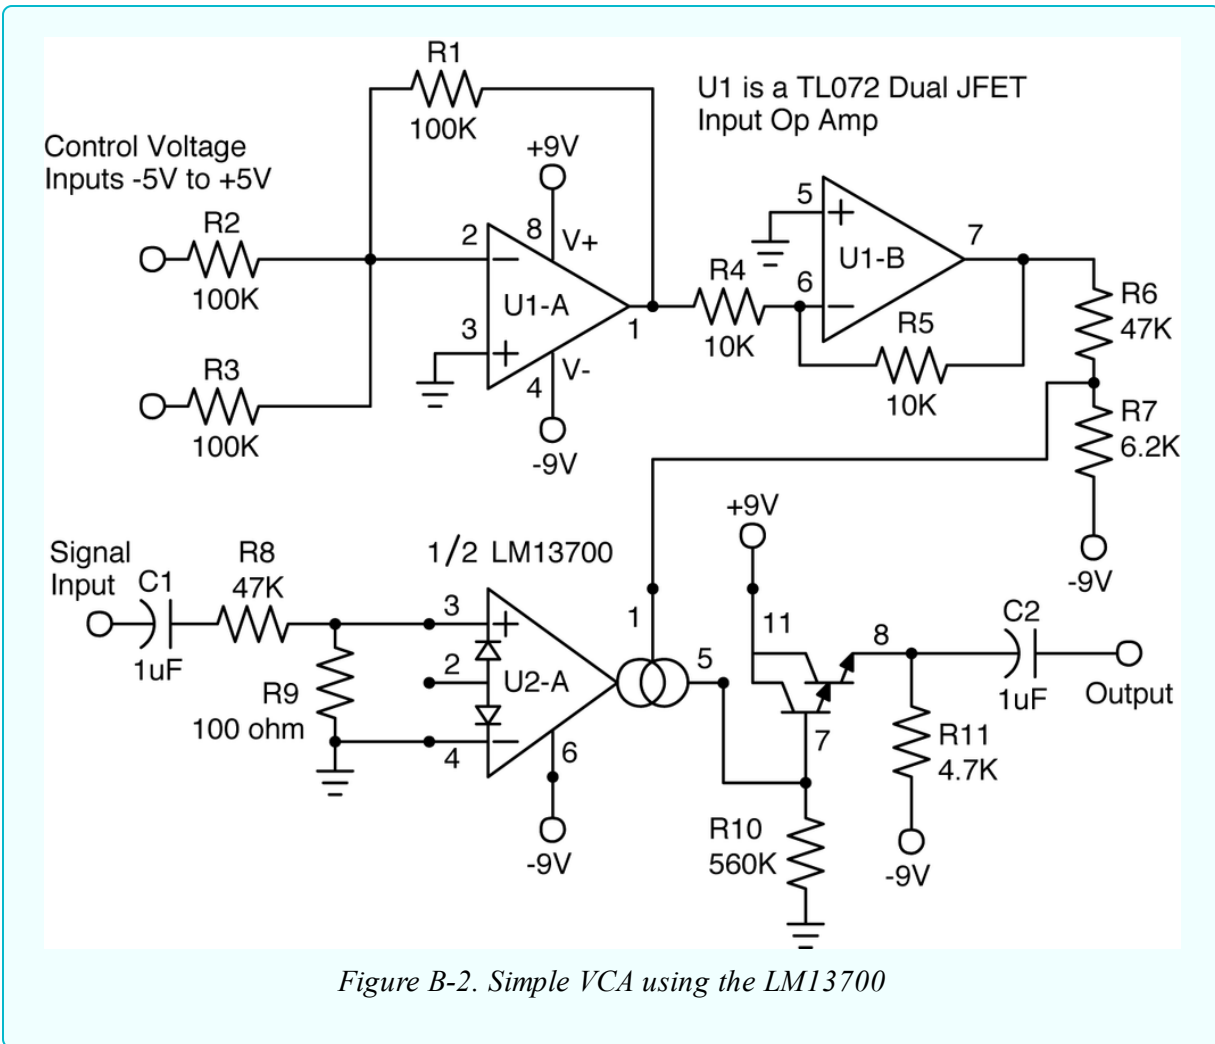 R1
100K
U1 is a TL072 Dual JFET
Input Op Amp
Control Voltage
Inputs -5V to +5V
+9V
R2
100K
2
8
V+
U1-A
3
4
V-
1
-9V
R3
100K
R4
10K
5
U1-B
7
6
R5
10K
R6
47K
R7
6.2K
-9V
Signal
Input
C1
1uF
R8
47K
R9
100 ohm
1/2 LM13700
3
2
U2-A
4
6
-9V
1
5
+9V
11
8
7
R10
560K
R11
4.7K
-9V
C2
1uF
Output
Figure B-2. Simple VCA using the LM13700